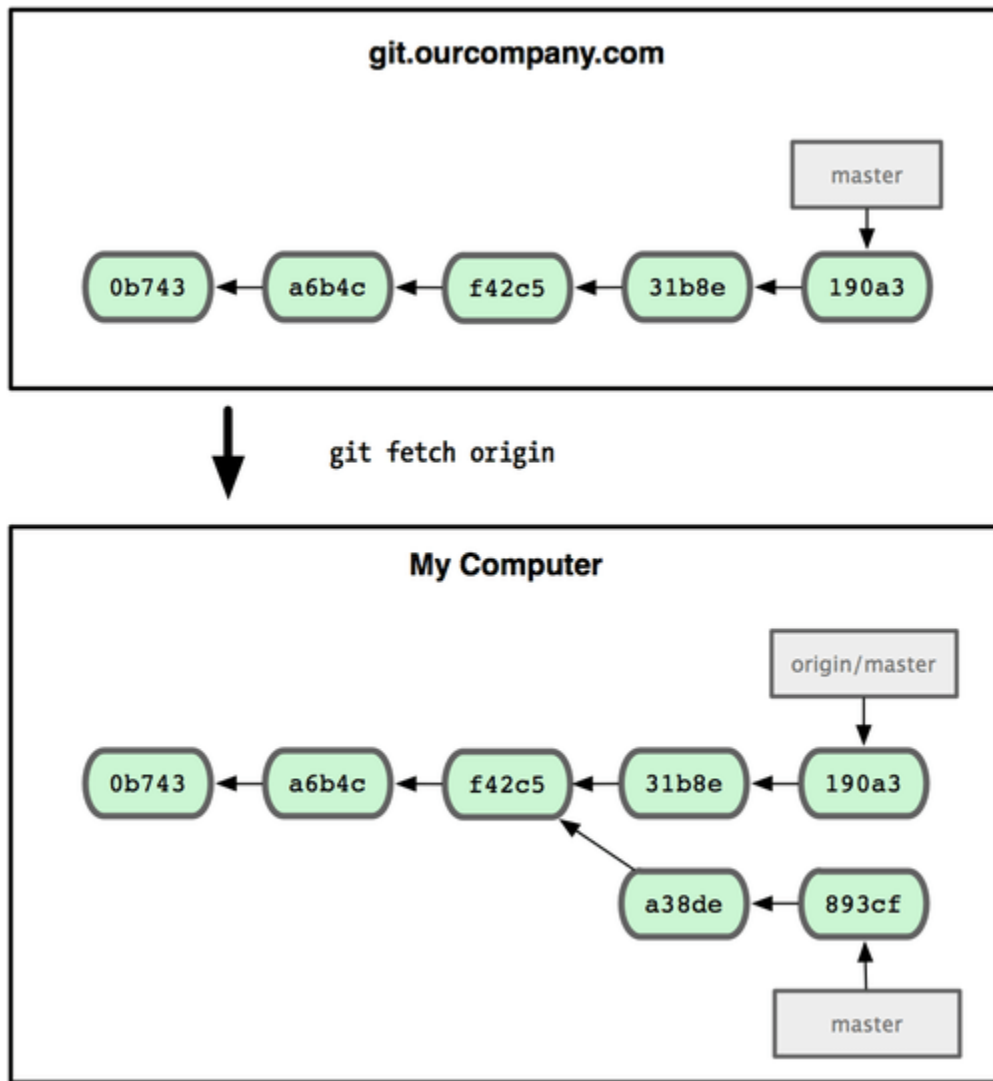 git.ourcompany.com
master
0b743 a6b4c f42c5 31b8e 190a3
git fetch origin
My Computer
origin/master
0b743 a6b4c f42c5 31b8e 190a3
a38de 893cf
master